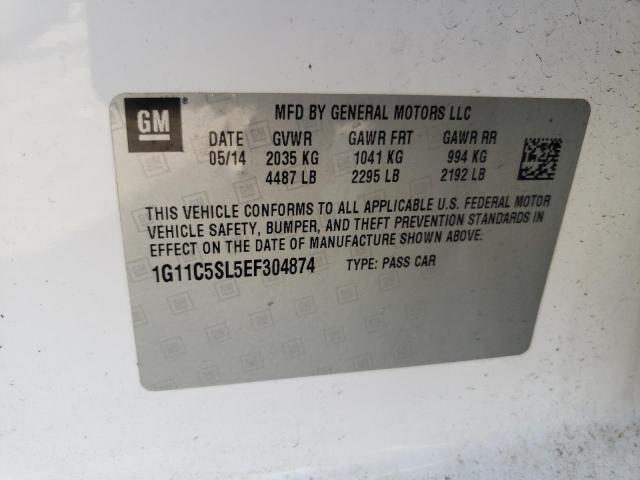 GM
MFD BY GENERAL MOTORS LLC
DATE GVWR GAWR FRT GAWR RR
05/14 2035 KG 1041 KG 994 KG
4487 LB 2295 LB 2192 LB
THIS VEHICLE CONFORMS TO ALL APPLICABLE U.S. FEDERAL MOTOR
VEHICLE SAFETY, BUMPER, AND THEFT PREVENTION STANDARDS IN
EFFECT ON THE DATE OF MANUFACTURE SHOWN ABOVE.
1G11C5SL5EF304874 TYPE: PASS CAR